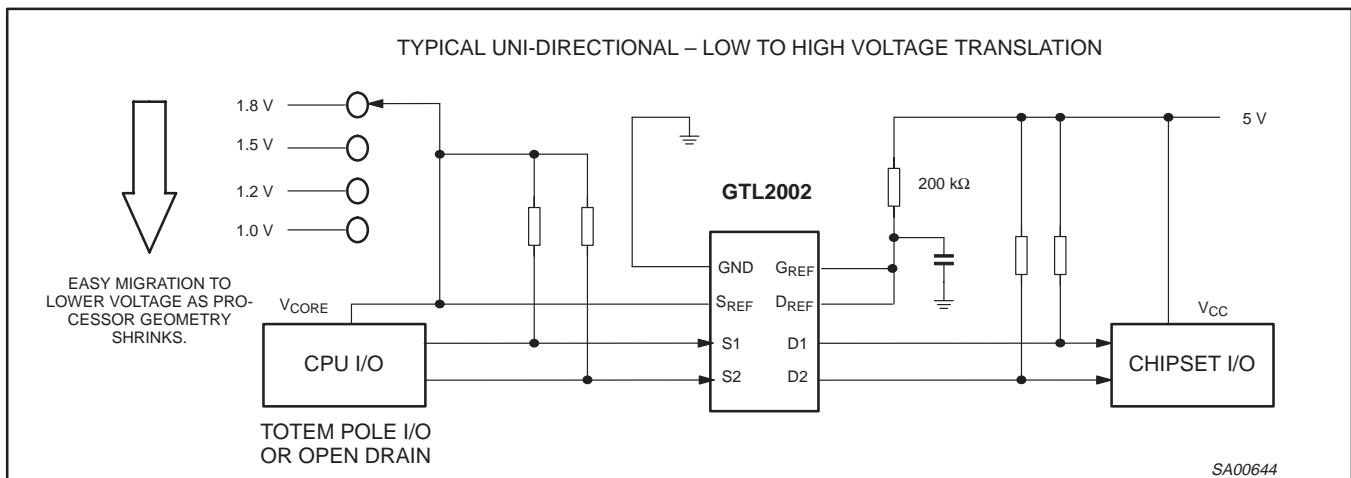 TYPICAL UNI-DIRECTIONAL – LOW TO HIGH VOLTAGE TRANSLATION
1.8 V
1.5 V
1.2 V
1.0 V
EASY MIGRATION TO
LOWER VOLTAGE AS PRO-
CESSOR GEOMETRY
SHRINKS.
VCORE
CPU I/O
TOTEM POLE I/O
OR OPEN DRAIN
GTL2002
GND
SREF
S1
S2
GREF
DREF
D1
D2
200 kΩ
5 V
VCC
CHIPSET I/O
SA00644